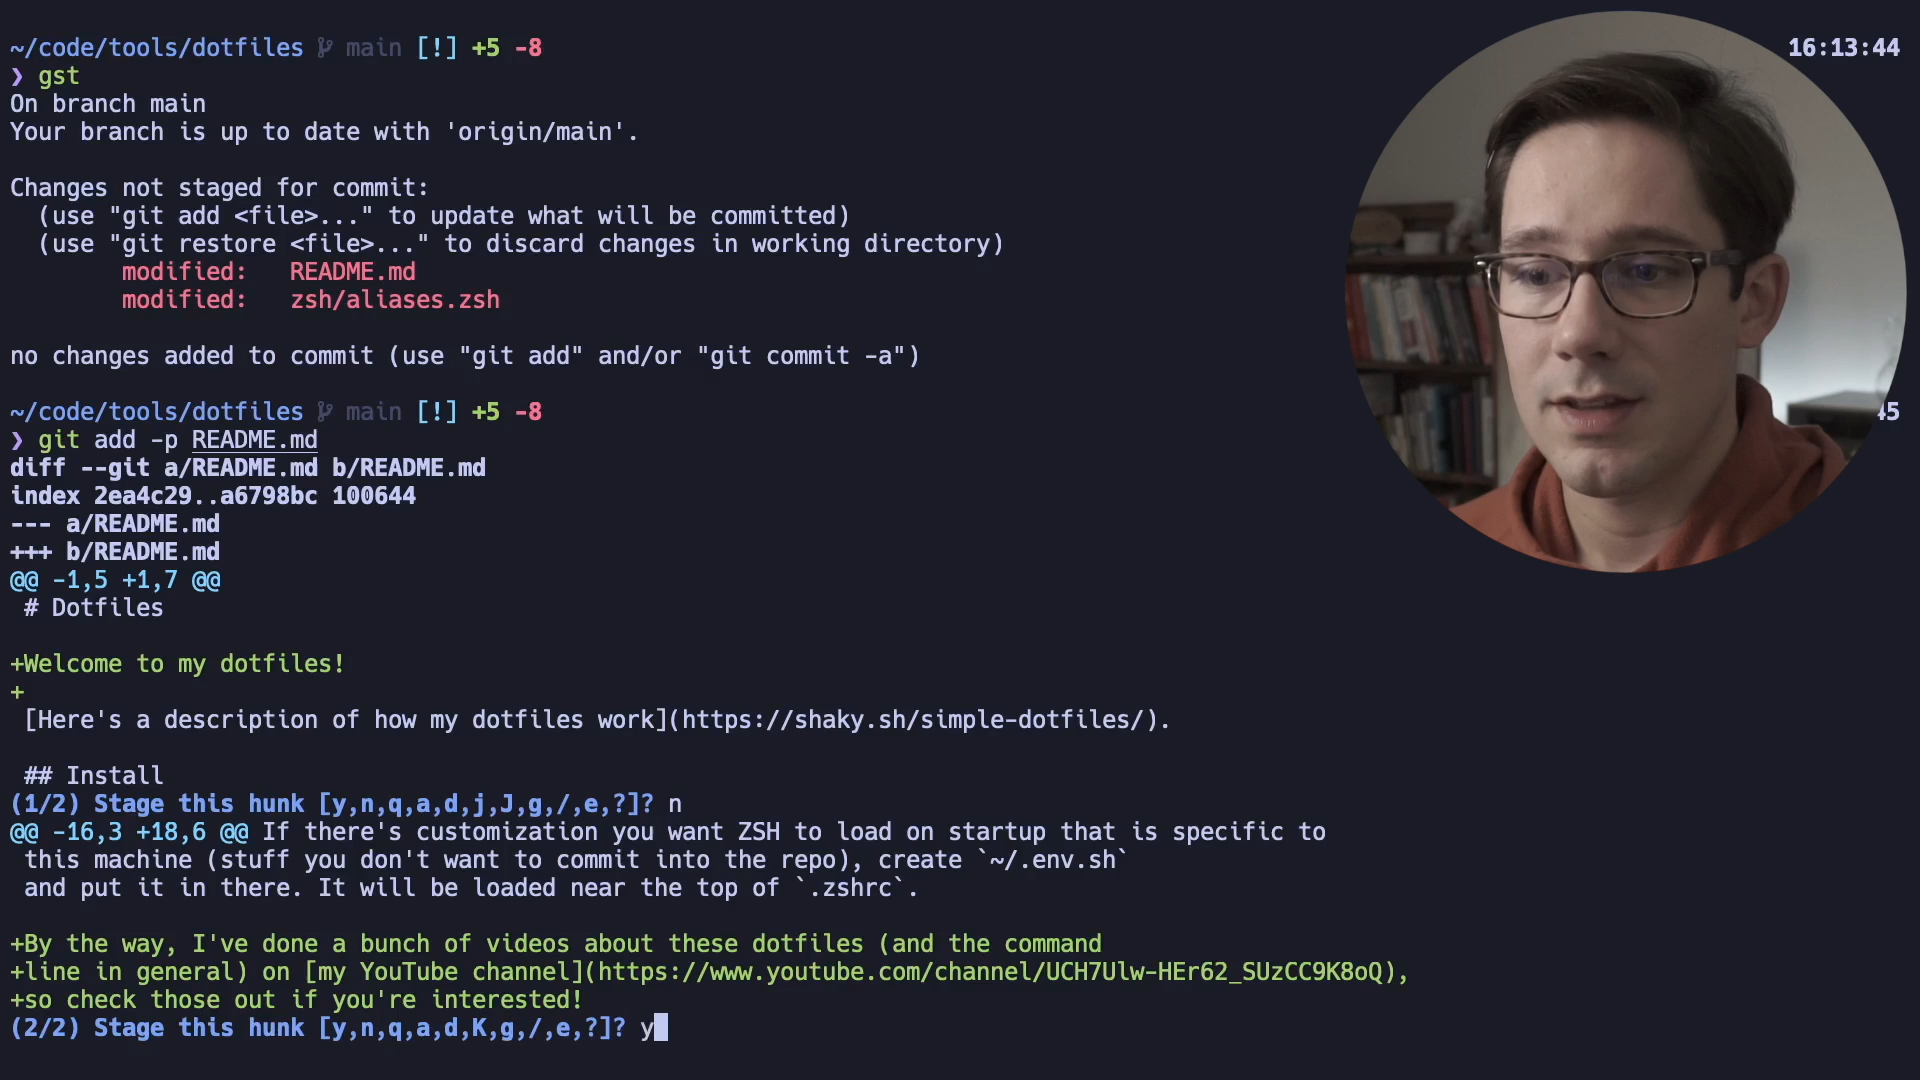 ~/code/tools/dotfiles main [!] +5 -8 16:13:44
❯ gst
On branch main
Your branch is up to date with 'origin/main'.
Changes not staged for commit:
(use "git add <file>..." to update what will be committed)
(use "git restore <file>..." to discard changes in working directory)
modified: README.md
modified: zsh/aliases.zsh
no changes added to commit (use "git add" and/or "git commit -a")
~/code/tools/dotfiles main [!] +5 -8 45
❯ git add -p README.md
diff --git a/README.md b/README.md
index 2ea4c29..a6798bc 100644
--- a/README.md
+++ b/README.md
@@ -1,5 +1,7 @@
# Dotfiles
+Welcome to my dotfiles!
+
[Here's a description of how my dotfiles work](https://shaky.sh/simple-dotfiles/).
## Install
(1/2) Stage this hunk [y,n,q,a,d,j,J,g,/,e,?]? n
@@ -16,3 +18,6 @@ If there's customization you want ZSH to load on startup that is specific to
this machine (stuff you don't want to commit into the repo), create `~/.env.sh`
and put it in there. It will be loaded near the top of `.zshrc`.
+By the way, I've done a bunch of videos about these dotfiles (and the command
+line in general) on [my YouTube channel](https://www.youtube.com/channel/UCH7Ulw-HEr62_SUzCC9K8oQ),
+so check those out if you're interested!
(2/2) Stage this hunk [y,n,q,a,d,K,g,/,e,?]? y